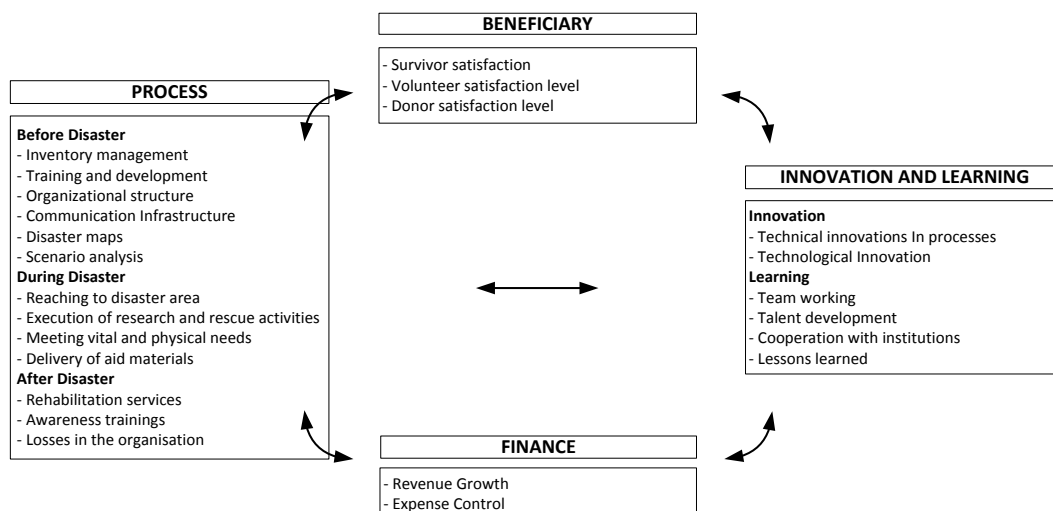 BENEFICIARY
- Survivor satisfaction
- Volunteer satisfaction level
- Donor satisfaction level
PROCESS
Before Disaster
- Inventory management
- Training and development
- Organizational structure
- Communication Infrastructure
- Disaster maps
- Scenario analysis
During Disaster
- Reaching to disaster area
- Execution of research and rescue activities
- Meeting vital and physical needs
- Delivery of aid materials
After Disaster
- Rehabilitation services
- Awareness trainings
- Losses in the organisation
INNOVATION AND LEARNING
Innovation
- Technical innovations In processes
- Technological Innovation
Learning
- Team working
- Talent development
- Cooperation with institutions
- Lessons learned
FINANCE
- Revenue Growth
- Expense Control